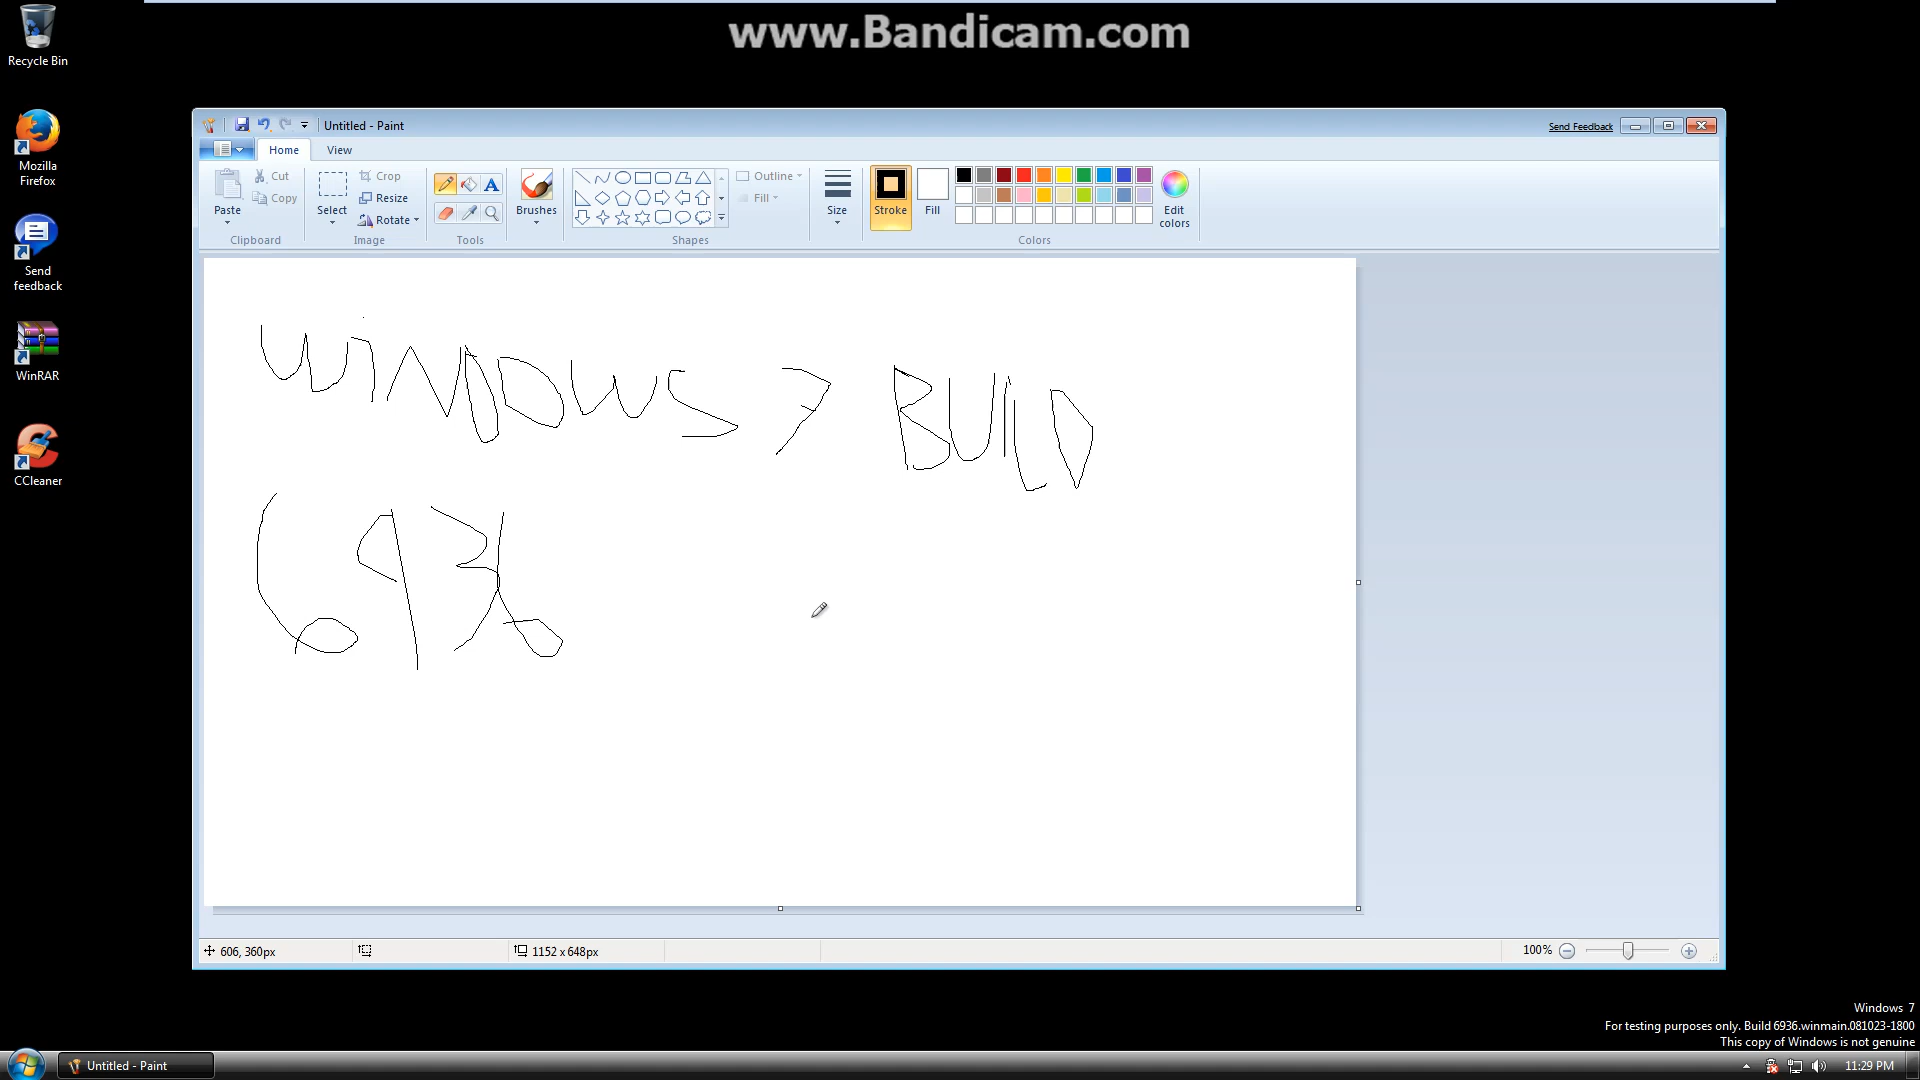 www.Bandicam.com
Recycle Bin
Mozilla
Firefox
Send
feedback
WinRAR
CCleaner
Untitled - Paint
Send Feedback
Home
View
Paste
Cut
Copy
Clipboard
Select
Crop
Resize
Rotate
Image
A
Tools
Brushes
Shapes
Outline
Fill
Size
Stroke
Fill
Edit
colors
Colors
WiNDOWS 7 BUILD
6936
606, 360px
1152 x 648px
100%
Windows 7
For testing purposes only. Build 6936.winmain.081023-1800
This copy of Windows is not genuine
Untitled - Paint
11:29 PM